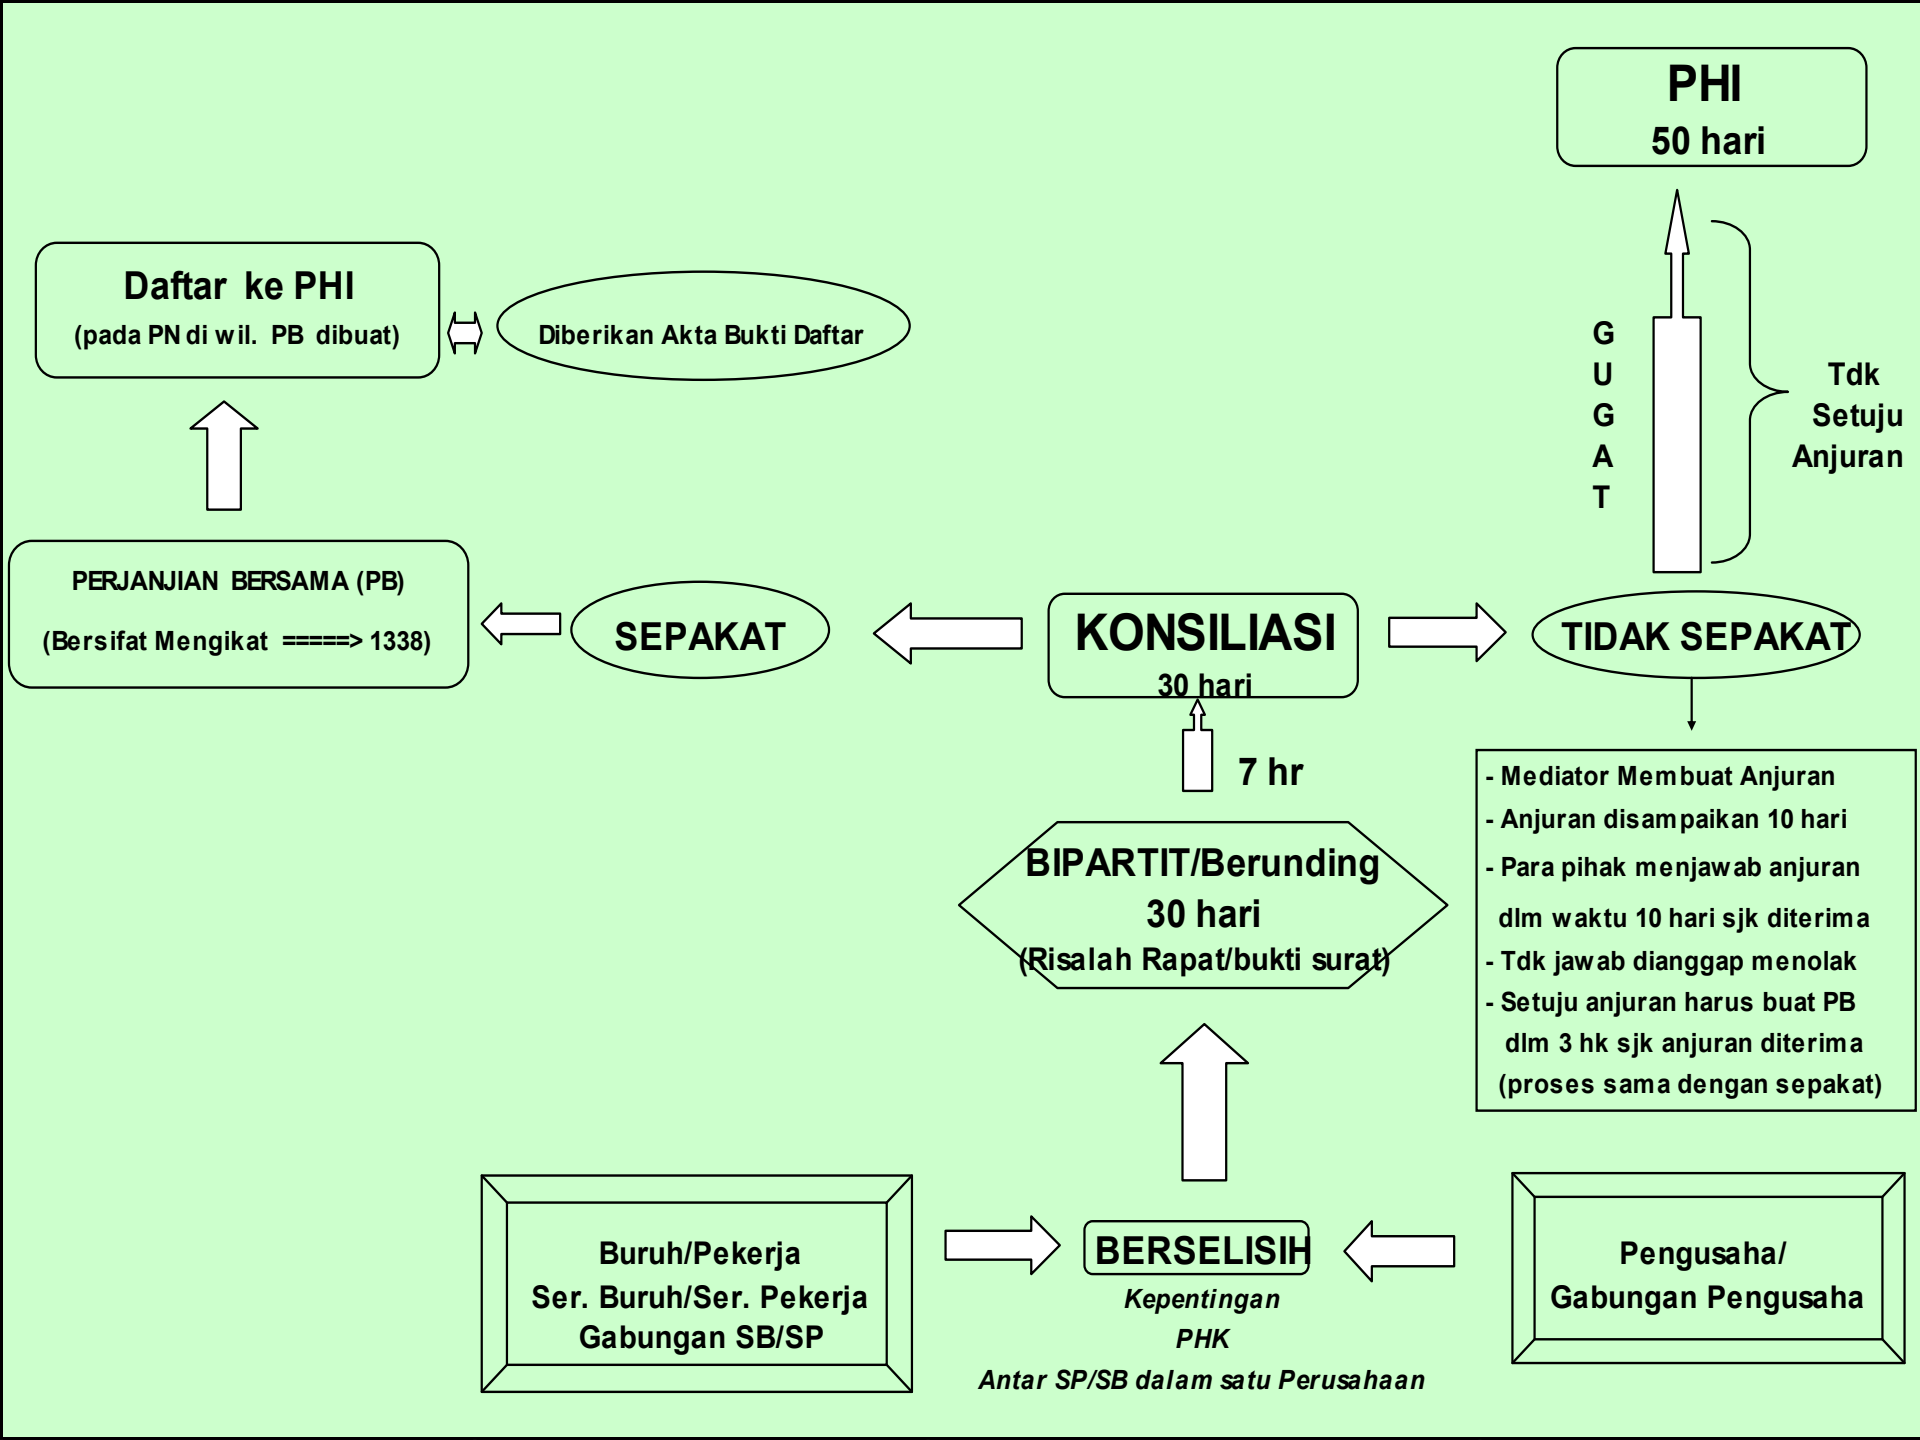 PHI
50 hari
Daftar ke PHI
(pada PN di wil. PB dibuat)
Diberikan Akta Bukti Daftar
G
U
G
A
T
Tdk
Setuju
Anjuran
PERJANJIAN BERSAMA (PB)
(Bersifat Mengikat =====> 1338)
SEPAKAT
KONSILIASI
30 hari
TIDAK SEPAKAT
7 hr
- Mediator Membuat Anjuran
- Anjuran disampaikan 10 hari
- Para pihak menjawab anjuran
dlm waktu 10 hari sjk diterima
- Tdk jawab dianggap menolak
- Setuju anjuran harus buat PB
dlm 3 hk sjk anjuran diterima
(proses sama dengan sepakat)
BIPARTIT/Berunding
30 hari
(Risalah Rapat/bukti surat)
Buruh/Pekerja
Ser. Buruh/Ser. Pekerja
Gabungan SB/SP
BERSELISIH
Kepentingan
PHK
Antar SP/SB dalam satu Perusahaan
Pengusaha/
Gabungan Pengusaha